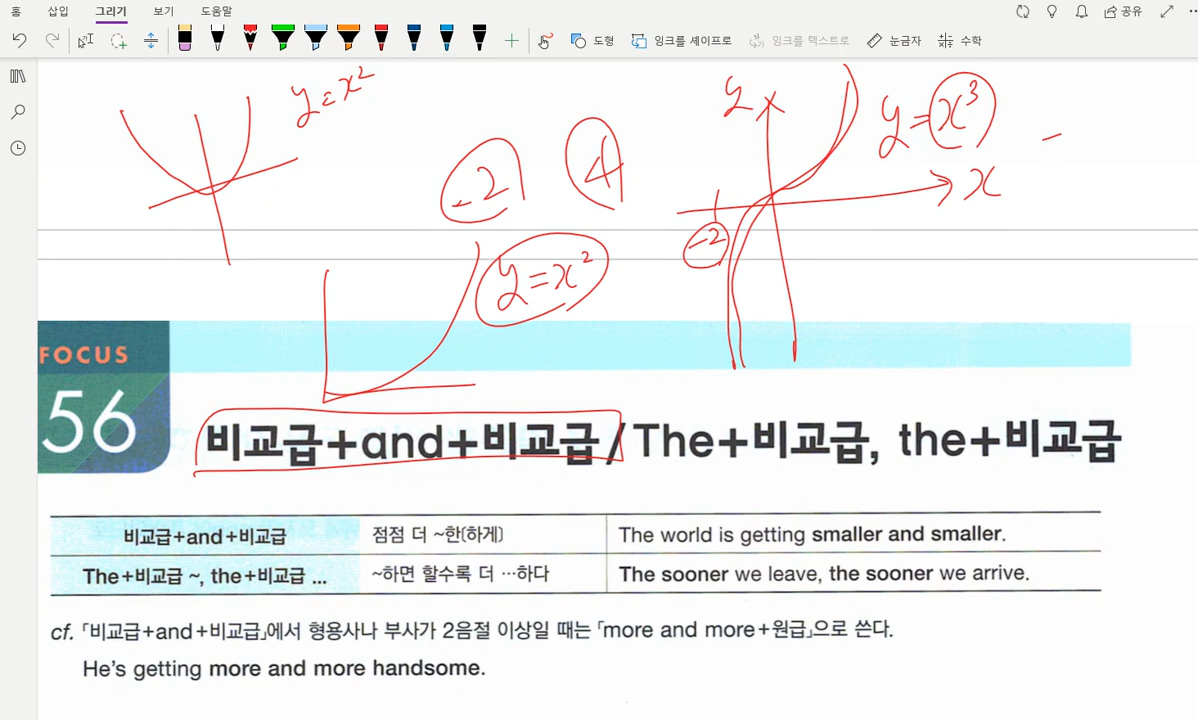 홈 삽입 그리기 보기 도움말
공유
도형 잉크를 셰이프로 잉크를 텍스트로 눈금자 수학
y=x²
y
y=x³
-2 4
x
-2
y=x²
FOCUS
56
비교급+and+비교급/The+비교급, the+비교급
비교급+and+비교급 점점 더 ~한(하게) The world is getting smaller and smaller.
The+비교급 ~, the+비교급 ... ~하면 할수록 더 …하다 The sooner we leave, the sooner we arrive.
cf. 「비교급+and+비교급」에서 형용사나 부사가 2음절 이상일 때는 「more and more+원급」으로 쓴다.
He's getting more and more handsome.